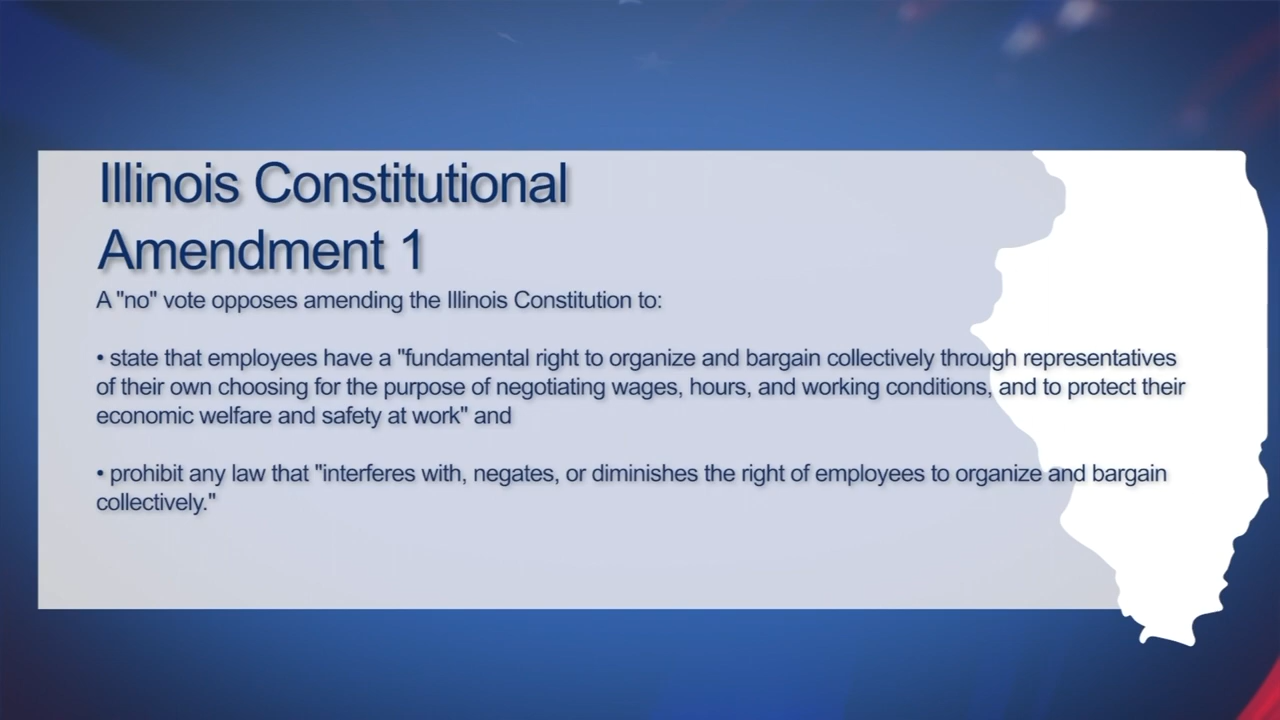 Illinois Constitutional
Amendment 1
A "no" vote opposes amending the Illinois Constitution to:
• state that employees have a "fundamental right to organize and bargain collectively through representatives
of their own choosing for the purpose of negotiating wages, hours, and working conditions, and to protect their
economic welfare and safety at work" and
• prohibit any law that "interferes with, negates, or diminishes the right of employees to organize and bargain
collectively."